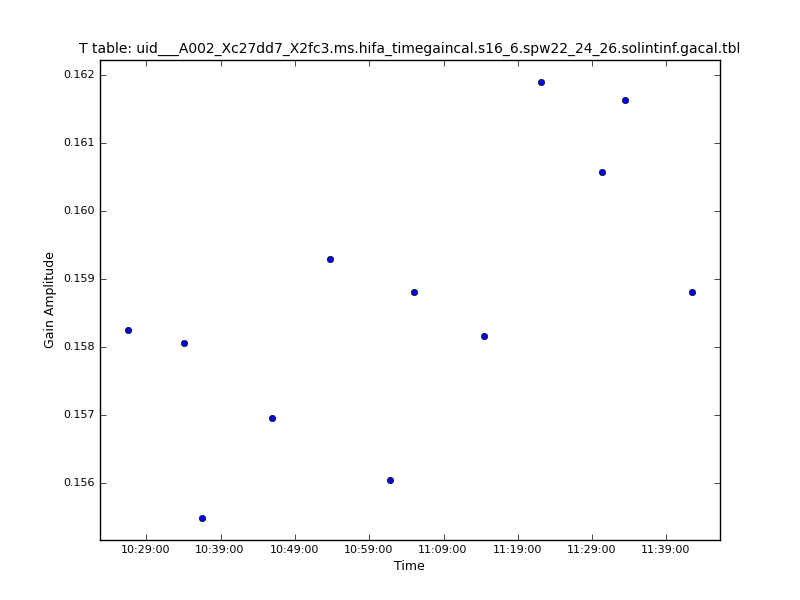 T table: uid___A002_Xc27dd7_X2fc3.ms.hifa_timegaincal.s16_6.spw22_24_26.solintinf.gacal.tbl
0.162
0.161
0.160
0.159
0.158
0.157
0.156
Gain Amplitude
10:29:00 10:39:00 10:49:00 10:59:00 11:09:00 11:19:00 11:29:00 11:39:00
Time